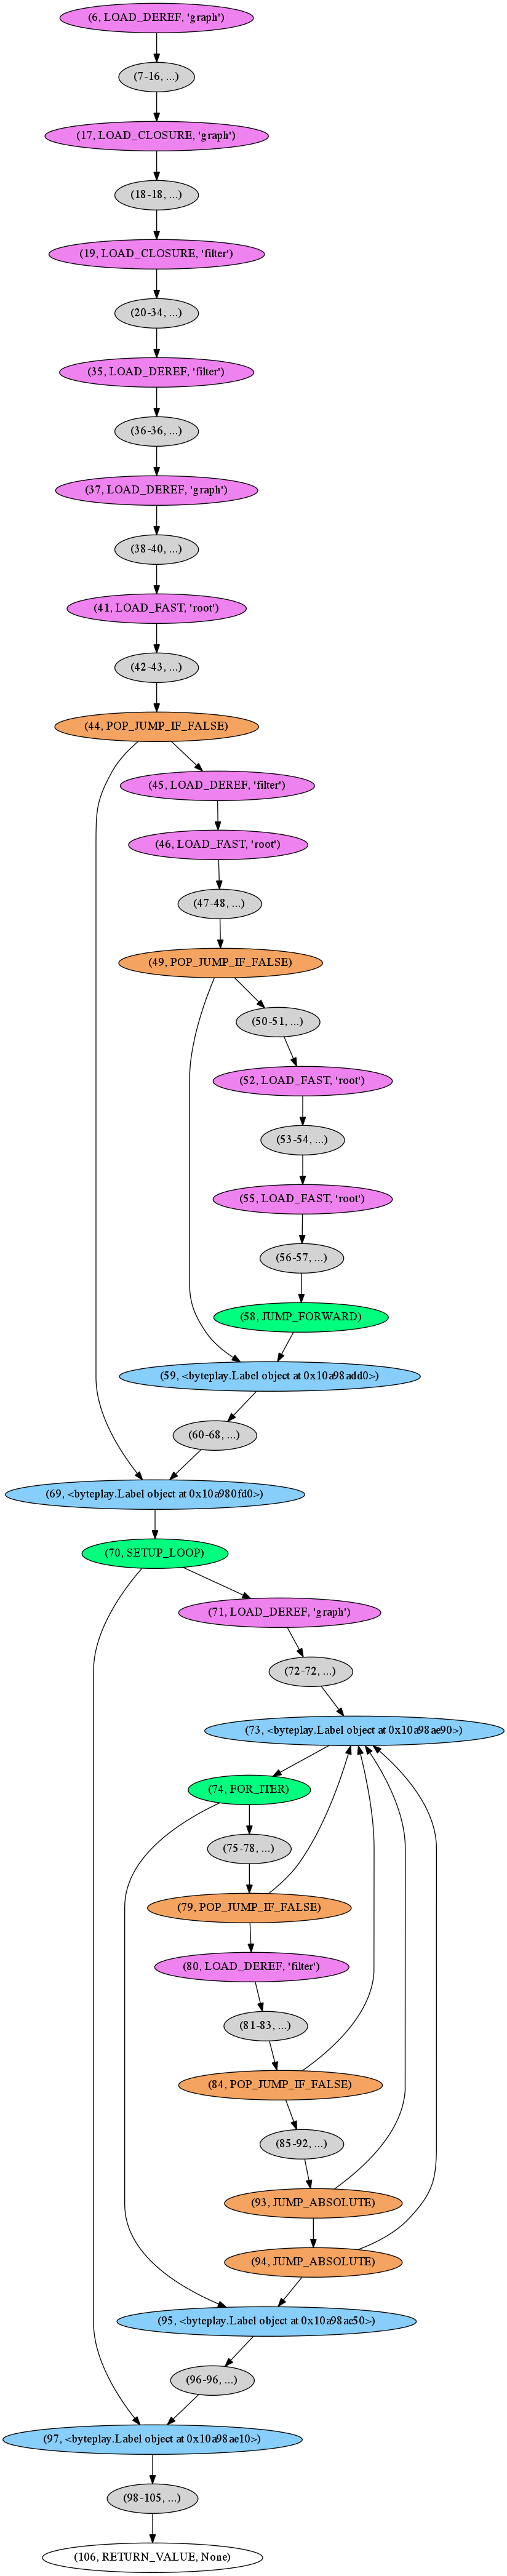 (6, LOAD_DEREF, 'graph')
(7-16, ...)
(17, LOAD_CLOSURE, 'graph')
(18-18, ...)
(19, LOAD_CLOSURE, 'filter')
(20-34, ...)
(35, LOAD_DEREF, 'filter')
(36-36, ...)
(37, LOAD_DEREF, 'graph')
(38-40, ...)
(41, LOAD_FAST, 'root')
(42-43, ...)
(44, POP_JUMP_IF_FALSE)
(45, LOAD_DEREF, 'filter')
(46, LOAD_FAST, 'root')
(47-48, ...)
(49, POP_JUMP_IF_FALSE)
(50-51, ...)
(52, LOAD_FAST, 'root')
(53-54, ...)
(55, LOAD_FAST, 'root')
(56-57, ...)
(58, JUMP_FORWARD)
(59, <byteplay.Label object at 0x10a98add0>)
(60-68, ...)
(69, <byteplay.Label object at 0x10a980fd0>)
(70, SETUP_LOOP)
(71, LOAD_DEREF, 'graph')
(72-72, ...)
(73, <byteplay.Label object at 0x10a98ae90>)
(74, FOR_ITER)
(75-78, ...)
(79, POP_JUMP_IF_FALSE)
(80, LOAD_DEREF, 'filter')
(81-83, ...)
(84, POP_JUMP_IF_FALSE)
(85-92, ...)
(93, JUMP_ABSOLUTE)
(94, JUMP_ABSOLUTE)
(95, <byteplay.Label object at 0x10a98ae50>)
(96-96, ...)
(97, <byteplay.Label object at 0x10a98ae10>)
(98-105, ...)
(106, RETURN_VALUE, None)